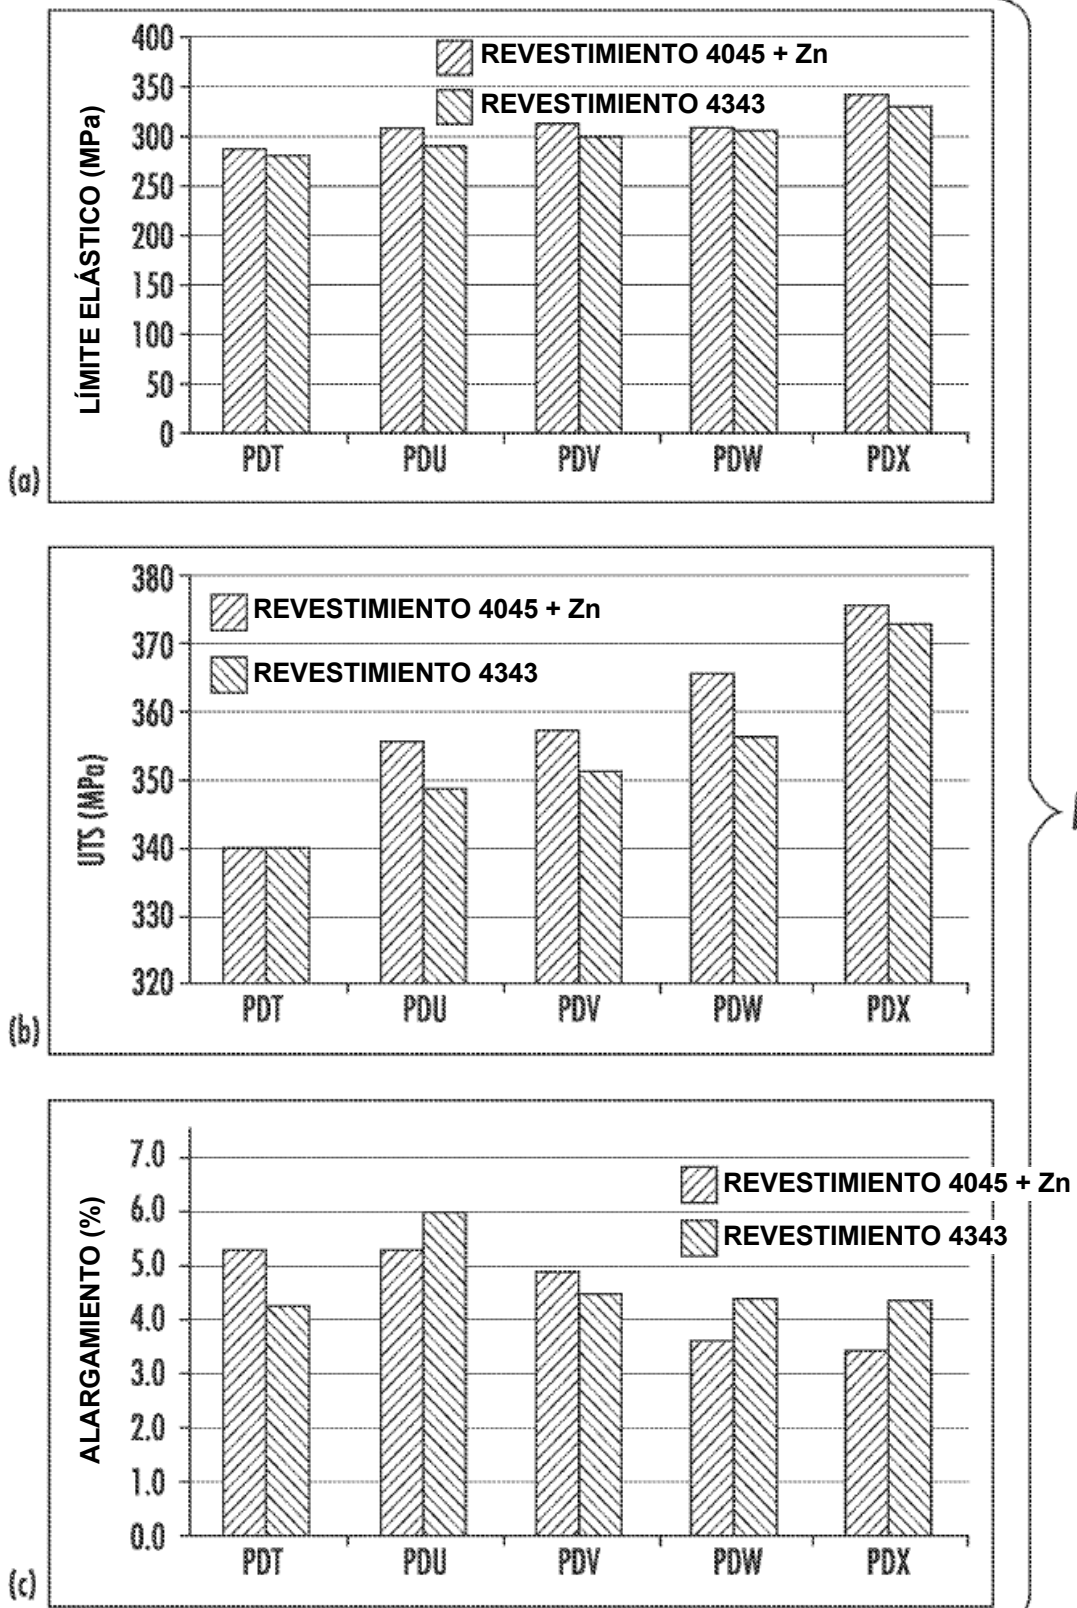 400
350
300
250
200
150
100
50
0
LÍMITE ELÁSTICO (MPa)
REVESTIMIENTO 4045 + Zn
REVESTIMIENTO 4343
PDT PDU PDV PDW PDX
(a)
380
370
360
350
340
330
320
UTS (MPa)
REVESTIMIENTO 4045 + Zn
REVESTIMIENTO 4343
PDT PDU PDV PDW PDX
(b)
7.0
6.0
5.0
4.0
3.0
2.0
1.0
0.0
ALARGAMIENTO (%)
REVESTIMIENTO 4045 + Zn
REVESTIMIENTO 4343
PDT PDU PDV PDW PDX
(c)